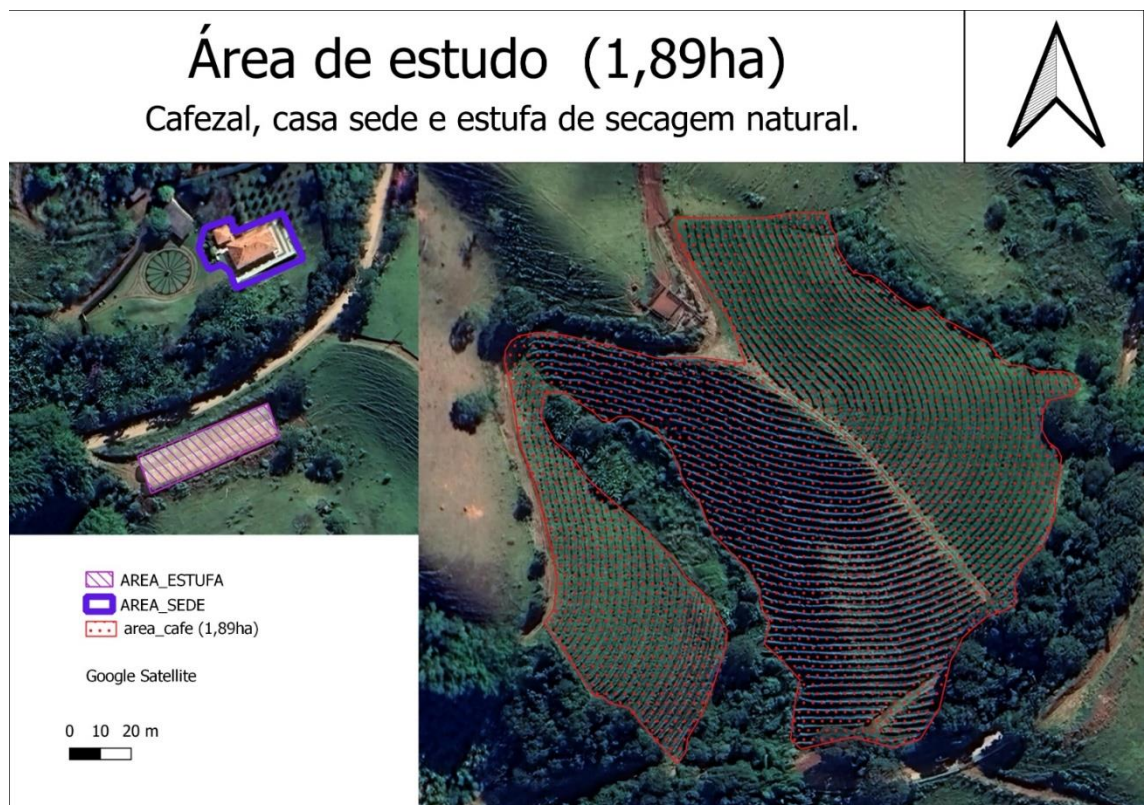 Área de estudo (1,89ha)
Cafezal, casa sede e estufa de secagem natural.
AREA_ESTUFA
AREA_SEDE
area_cafe (1,89ha)
Google Satellite
0 10 20 m